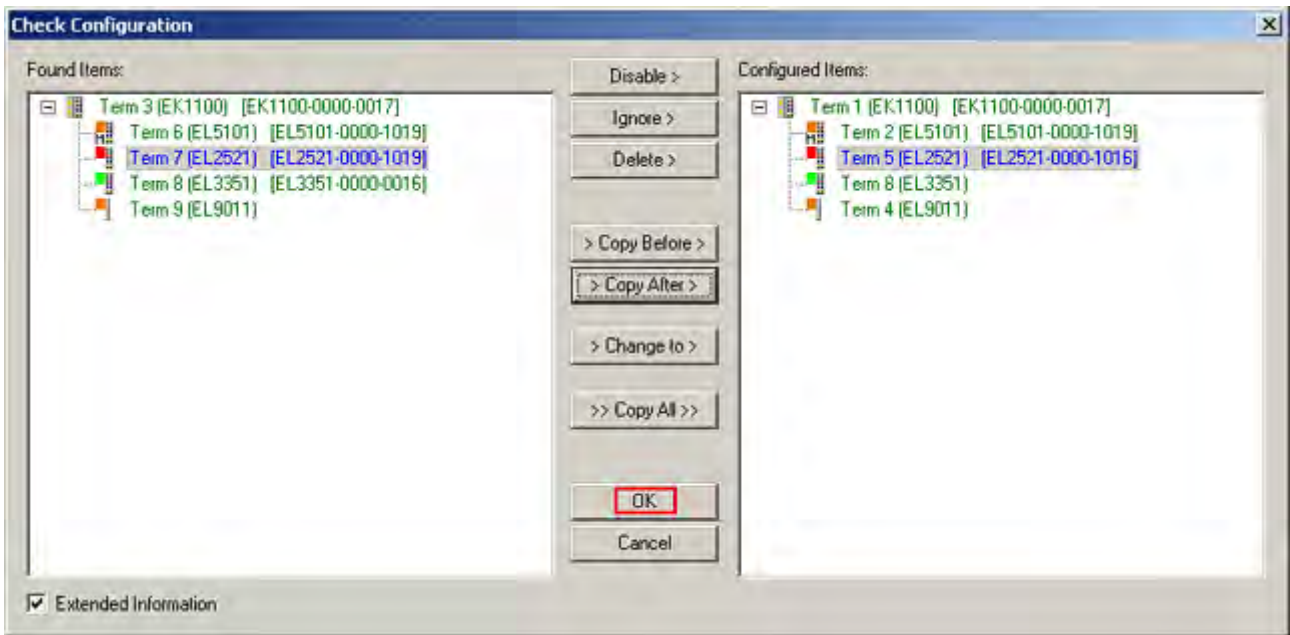 Check Configuration
Found Items:
Term 3 (EK1100) [EK1100-0000-0017]
Term 6 (EL5101) [EL5101-0000-1019]
Term 7 (EL2521) [EL2521-0000-1019]
Term 8 (EL3351) [EL3351-0000-0016]
Term 9 (EL9011)
Disable >
Ignore >
Delete >
> Copy Before >
> Copy After >
> Change to >
>> Copy All >>
OK
Cancel
Configured Items:
Term 1 (EK1100) [EK1100-0000-0017]
Term 2 (EL5101) [EL5101-0000-1019]
Term 5 (EL2521) [EL2521-0000-1016]
Term 8 (EL3351)
Term 4 (EL9011)
Extended Information